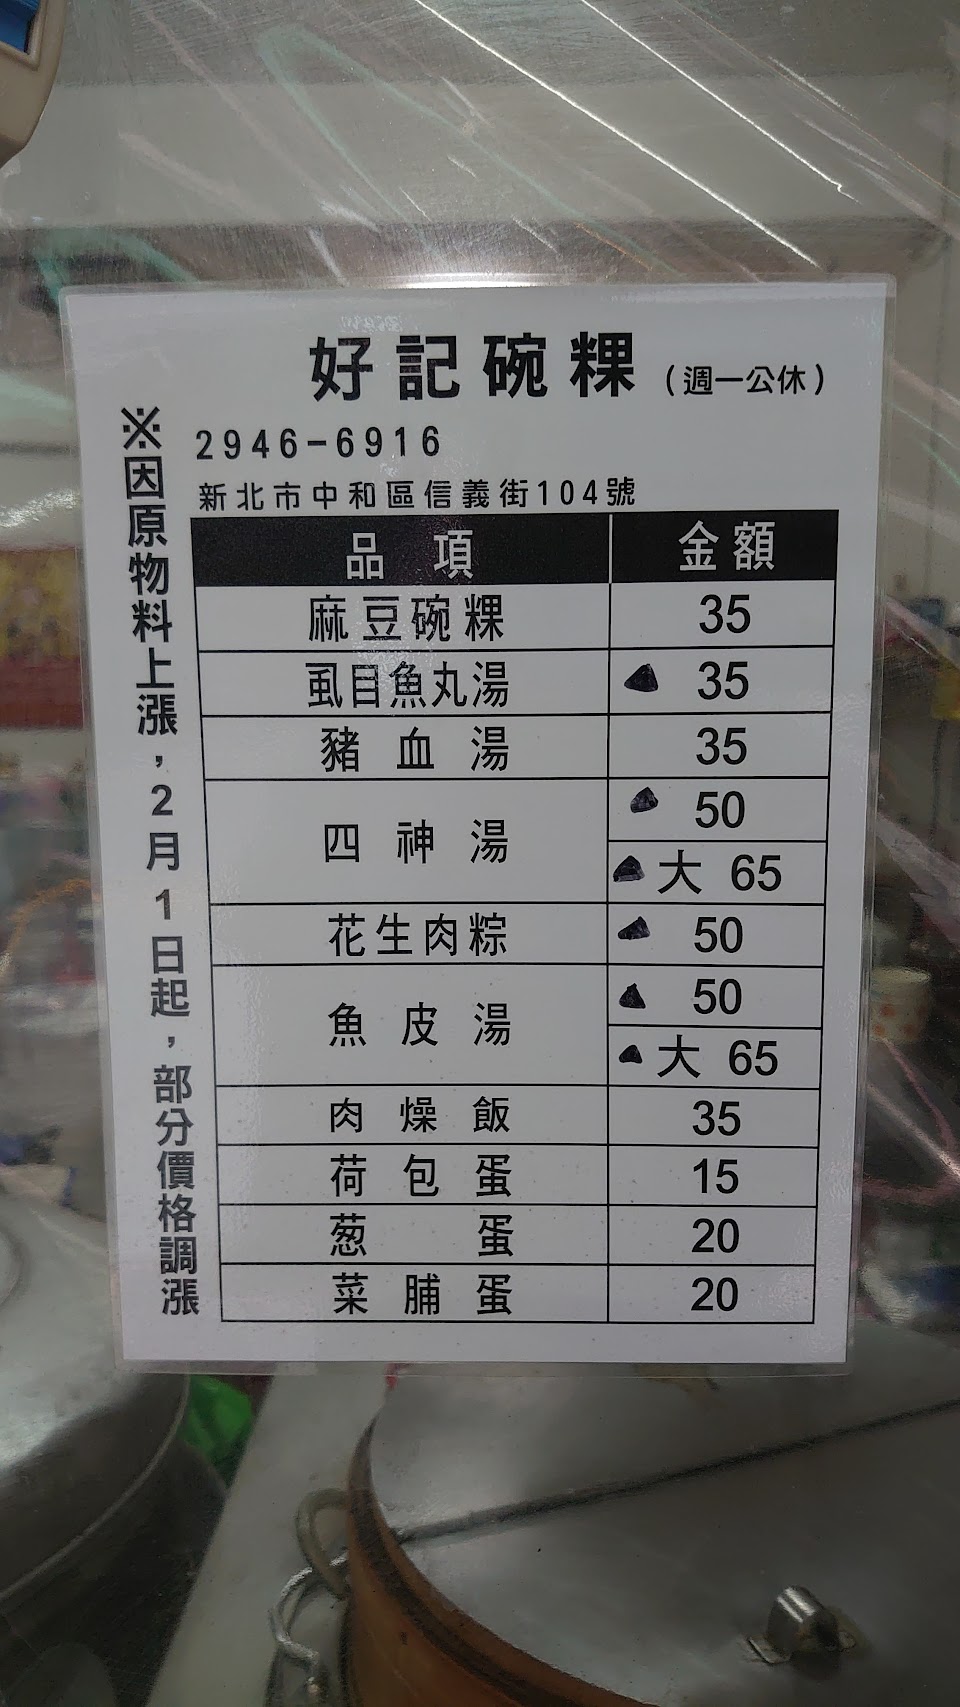 好記碗粿(週一公休)
2946-6916
新北市中和區信義街104號
※因原物料上漲,2月1日起,部分價格調漲
品項 金額
麻豆碗粿 35
虱目魚丸湯 35
豬血湯 35
四神湯 50
大 65
花生肉粽 50
魚皮湯 50
大 65
肉燥飯 35
荷包蛋 15
葱蛋 20
菜脯蛋 20